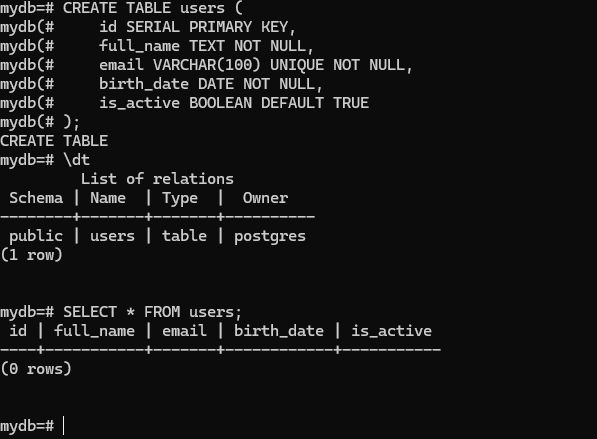 mydb=# CREATE TABLE users (
mydb(#     id SERIAL PRIMARY KEY,
mydb(#     full_name TEXT NOT NULL,
mydb(#     email VARCHAR(100) UNIQUE NOT NULL,
mydb(#     birth_date DATE NOT NULL,
mydb(#     is_active BOOLEAN DEFAULT TRUE
mydb(# );
CREATE TABLE
mydb=# \dt
         List of relations
 Schema | Name  | Type  |  Owner
--------+-------+-------+----------
 public | users | table | postgres
(1 row)
mydb=# SELECT * FROM users;
 id | full_name | email | birth_date | is_active
----+-----------+-------+------------+-----------
(0 rows)
mydb=#